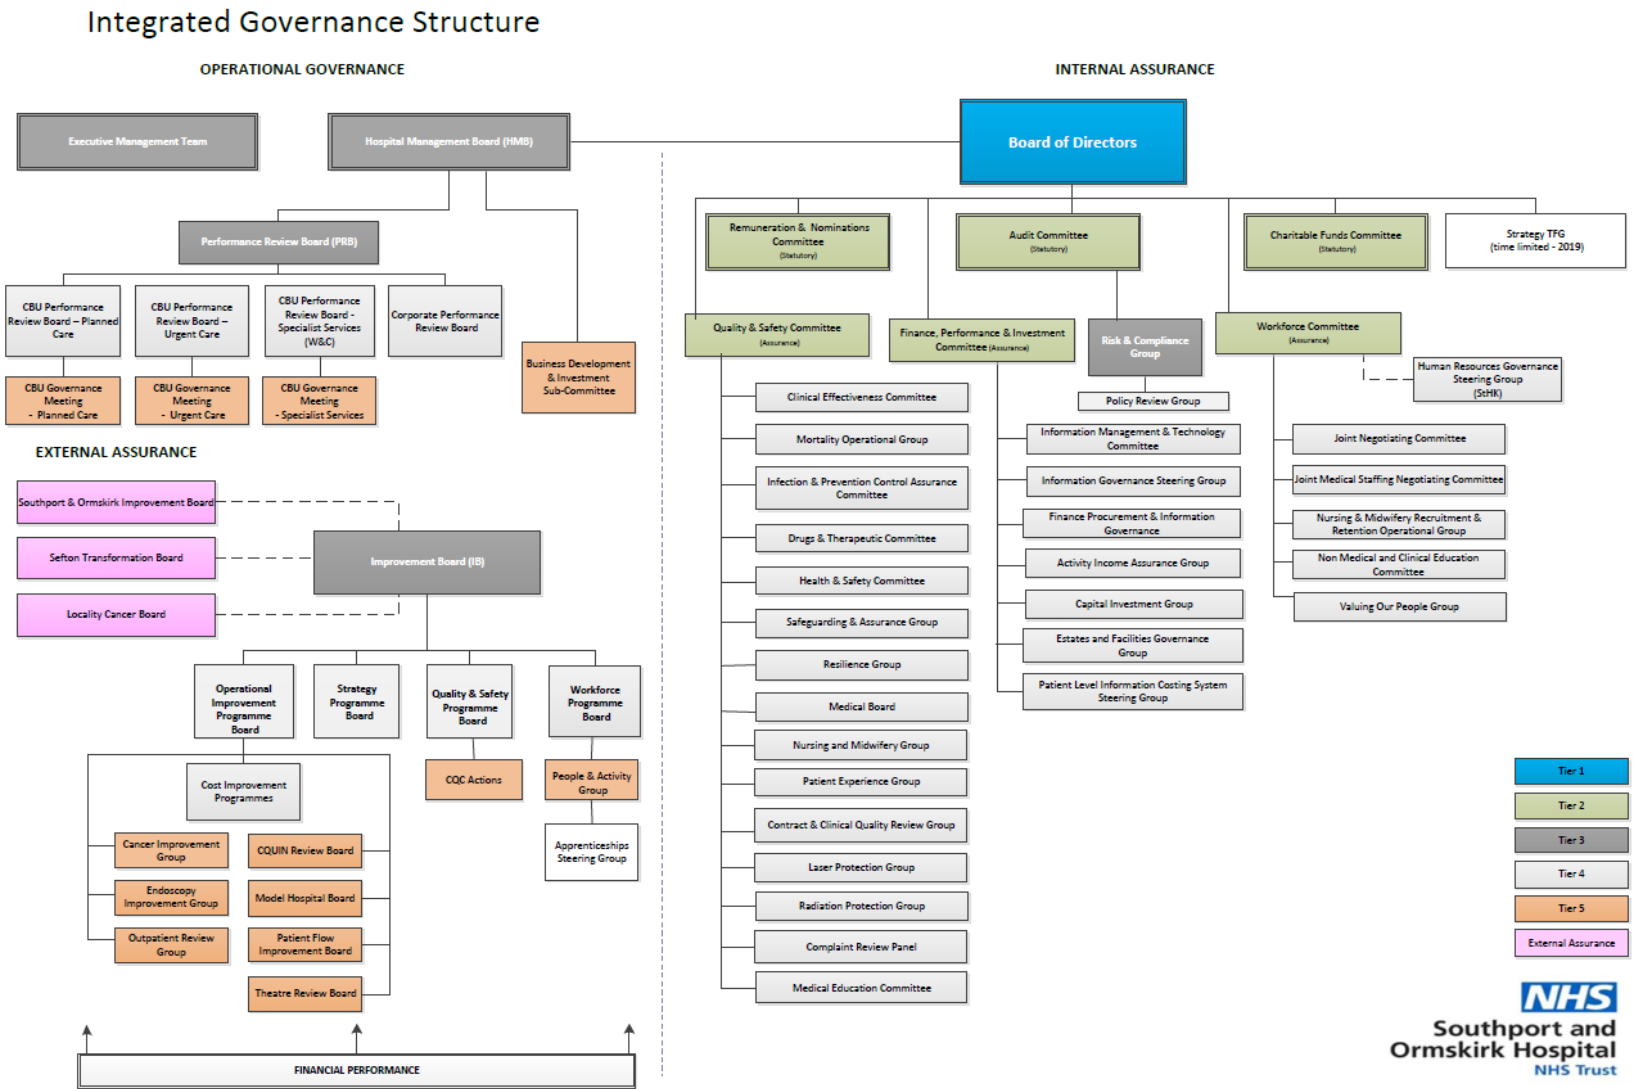 Integrated Governance Structure
OPERATIONAL GOVERNANCE
INTERNAL ASSURANCE
Executive Management Team
Hospital Management Board (HMB)
Board of Directors
Performance Review Board (PRB)
CBU Performance
Review Board – Planned
Care
CBU Performance
Review Board –
Urgent Care
CBU Performance
Review Board -
Specialist Services
(W&C)
Corporate Performance
Review Board
CBU Governance
Meeting
- Planned Care
CBU Governance
Meeting
- Urgent Care
CBU Governance
Meeting
- Specialist Services
Business Development
& Investment
Sub-Committee
Remuneration & Nominations
Committee
(Statutory)
Audit Committee
(Statutory)
Charitable Funds Committee
(Statutory)
Strategy TFG
(time limited - 2019)
Quality & Safety Committee
(Assurance)
Finance, Performance & Investment
Committee (Assurance)
Risk & Compliance
Group
Workforce Committee
(Assurance)
Human Resources Governance
Steering Group
(StHK)
Policy Review Group
Clinical Effectiveness Committee
Mortality Operational Group
Infection & Prevention Control Assurance
Committee
Drugs & Therapeutic Committee
Health & Safety Committee
Safeguarding & Assurance Group
Resilience Group
Medical Board
Nursing and Midwifery Group
Patient Experience Group
Contract & Clinical Quality Review Group
Laser Protection Group
Radiation Protection Group
Complaint Review Panel
Medical Education Committee
Information Management & Technology
Committee
Information Governance Steering Group
Finance Procurement & Information
Governance
Activity Income Assurance Group
Capital Investment Group
Estates and Facilities Governance
Group
Patient Level Information Costing System
Steering Group
Joint Negotiating Committee
Joint Medical Staffing Negotiating Committee
Nursing & Midwifery Recruitment &
Retention Operational Group
Non Medical and Clinical Education
Committee
Valuing Our People Group
EXTERNAL ASSURANCE
Southport & Ormskirk Improvement Board
Sefton Transformation Board
Locality Cancer Board
Improvement Board (IB)
Operational
Improvement
Programme
Board
Strategy
Programme
Board
Quality & Safety
Programme
Board
Workforce
Programme
Board
Cost Improvement
Programmes
CQC Actions
People & Activity
Group
Apprenticeships
Steering Group
Cancer Improvement
Group
Endoscopy
Improvement Group
Outpatient Review
Group
CQUIN Review Board
Model Hospital Board
Patient Flow
Improvement Board
Theatre Review Board
FINANCIAL PERFORMANCE
Tier 1
Tier 2
Tier 3
Tier 4
Tier 5
External Assurance
NHS
Southport and
Ormskirk Hospital
NHS Trust